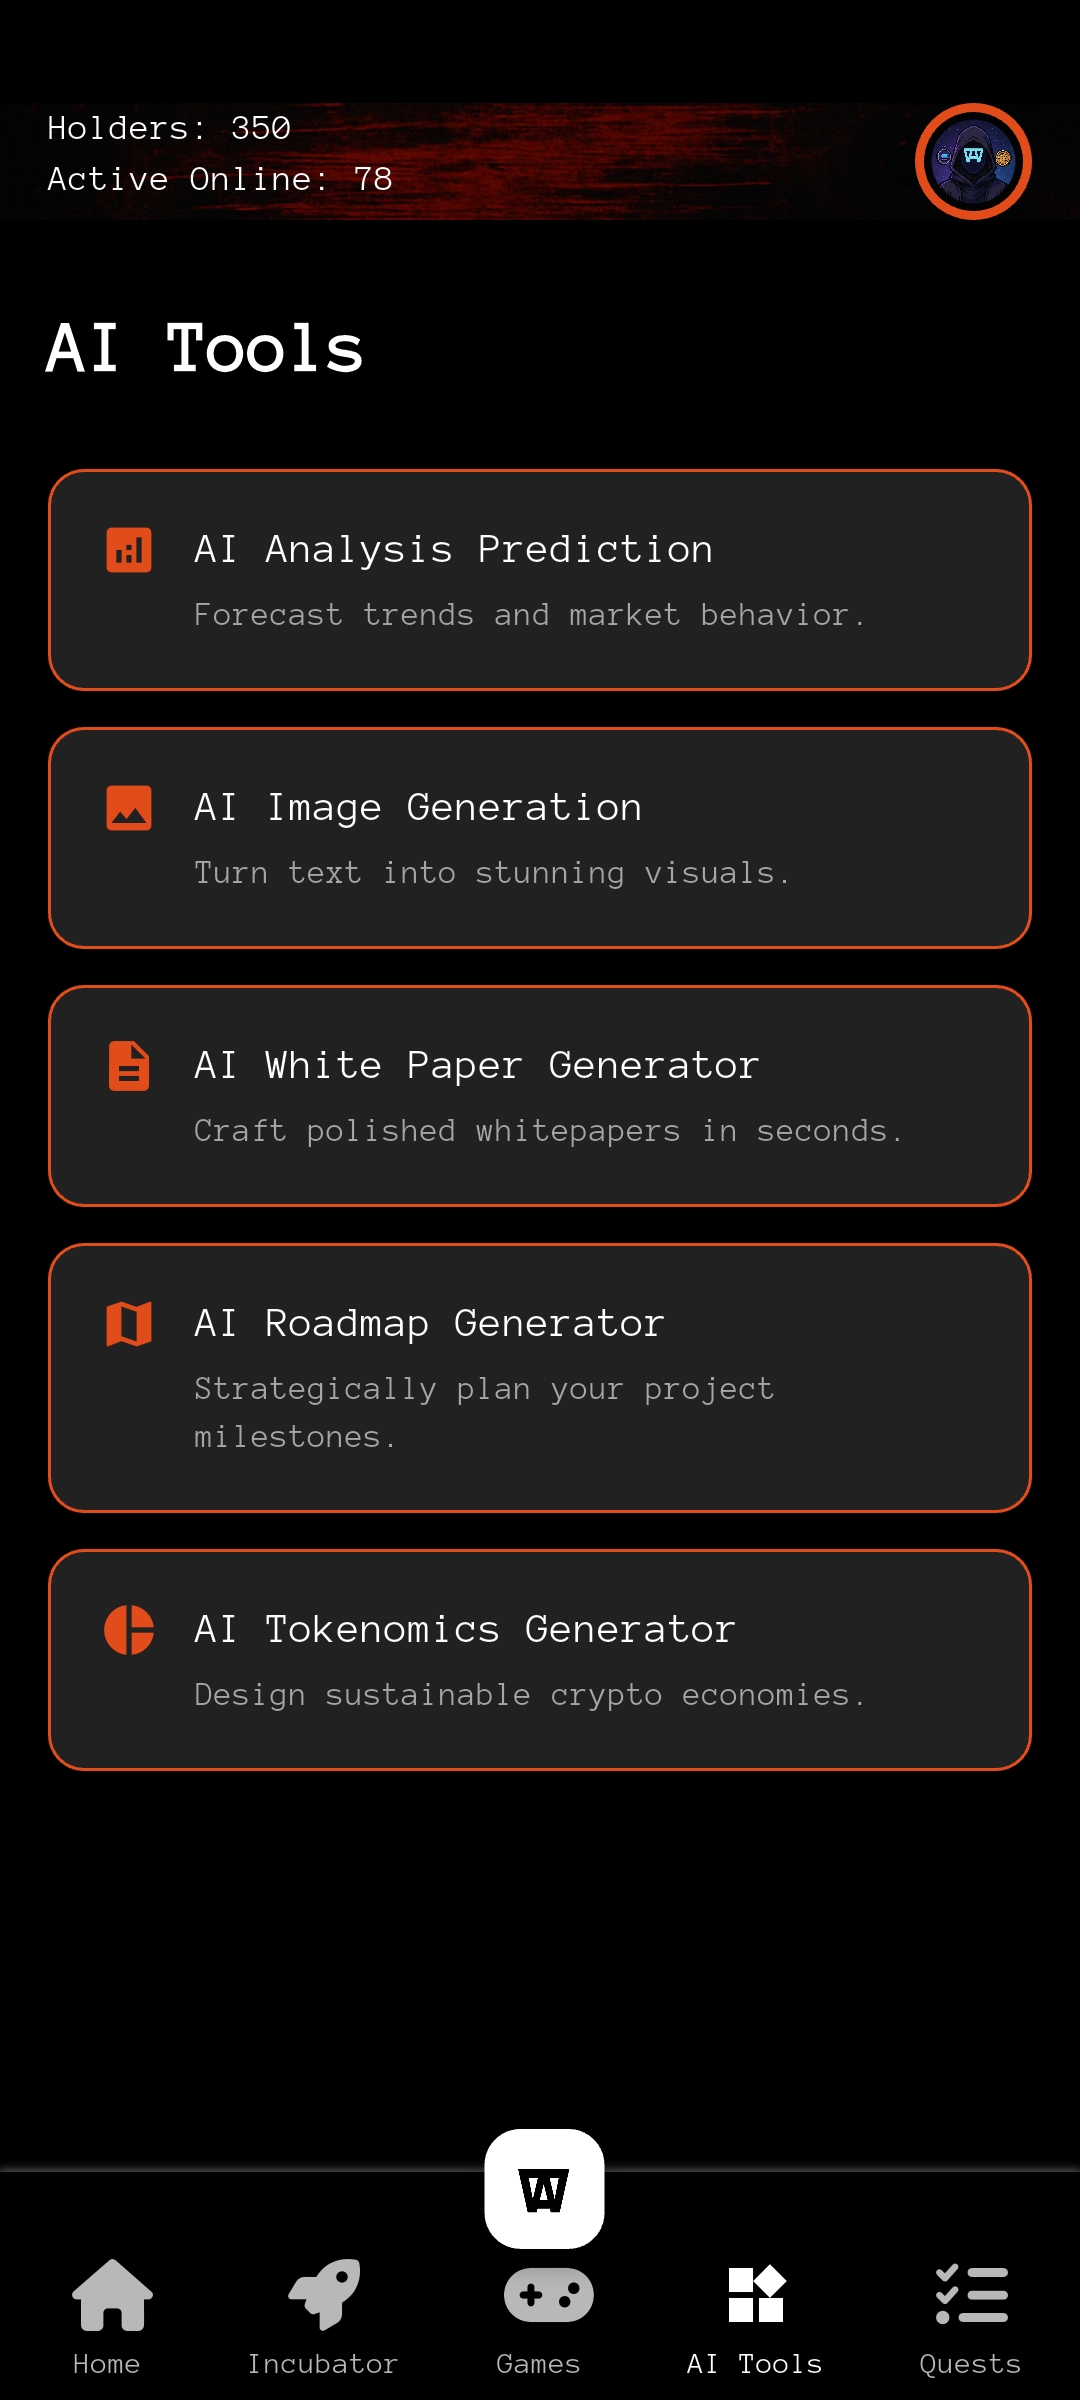 Holders: 350
Active Online: 78
AI Tools
AI Analysis Prediction
Forecast trends and market behavior.
AI Image Generation
Turn text into stunning visuals.
AI White Paper Generator
Craft polished whitepapers in seconds.
AI Roadmap Generator
Strategically plan your project
milestones.
AI Tokenomics Generator
Design sustainable crypto economies.
Home
Incubator
Games
AI Tools
Quests